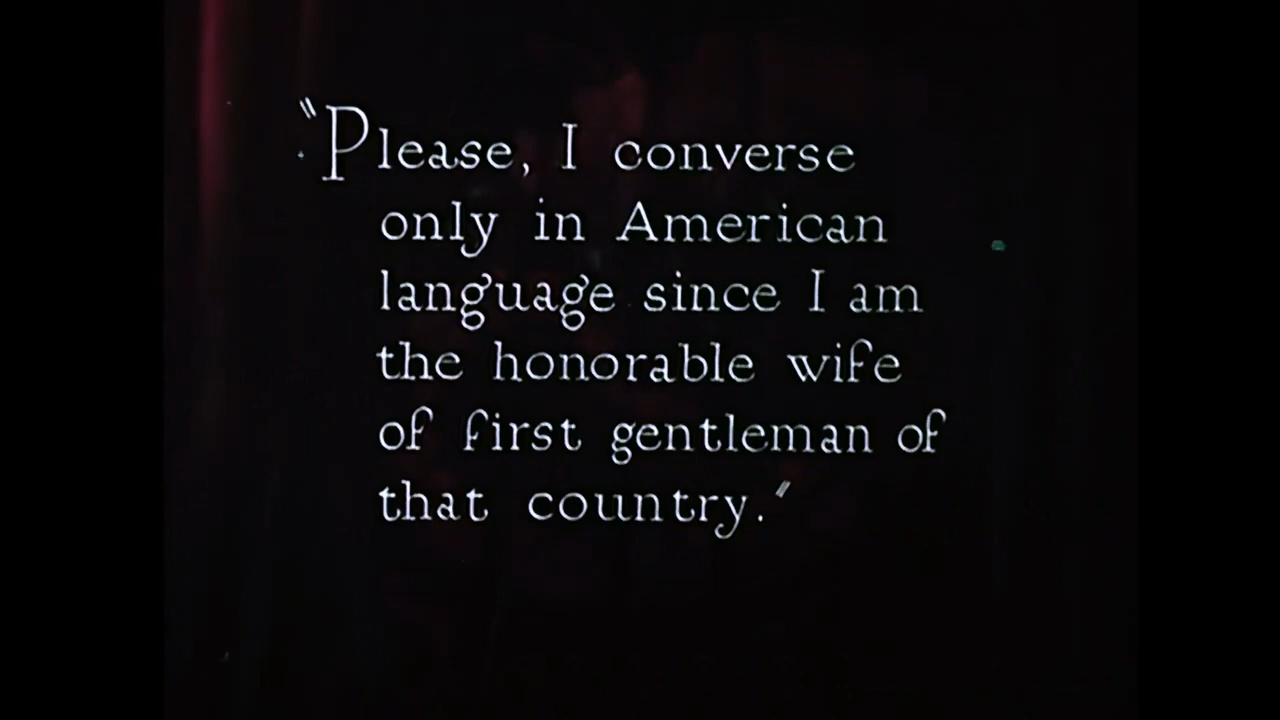 "Please, I converse
only in American
language since I am
the honorable wife
of first gentleman of
that country."